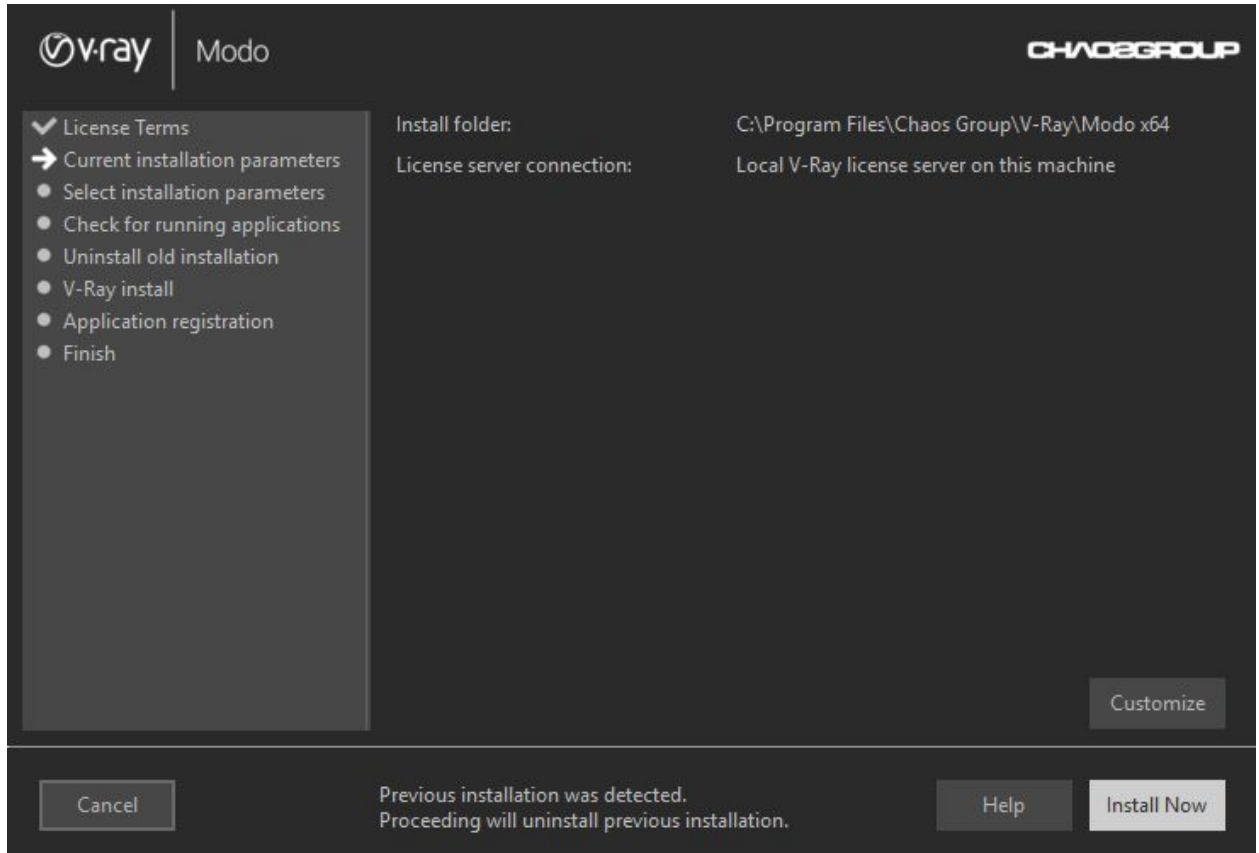 v·ray
Modo
CHAOSGROUP
License Terms
Current installation parameters
Select installation parameters
Check for running applications
Uninstall old installation
V-Ray install
Application registration
Finish
Install folder: C:\Program Files\Chaos Group\V-Ray\Modo x64
License server connection: Local V-Ray license server on this machine
Customize
Cancel
Previous installation was detected.
Proceeding will uninstall previous installation.
Help
Install Now